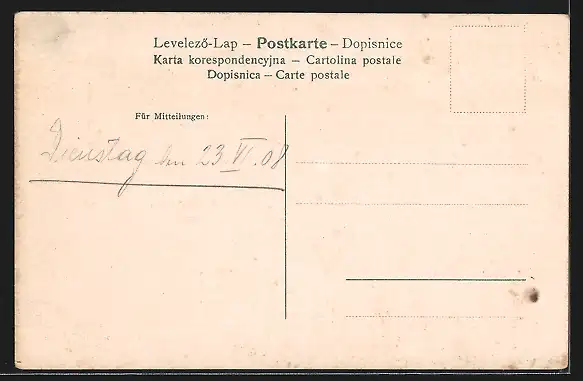 Levelező-Lap – Postkarte – Dopisnice
Karta korespondencyjna – Cartolina postale
Dopisnica – Carte postale
Für Mitteilungen:
Dienstag den 23 VI. 08